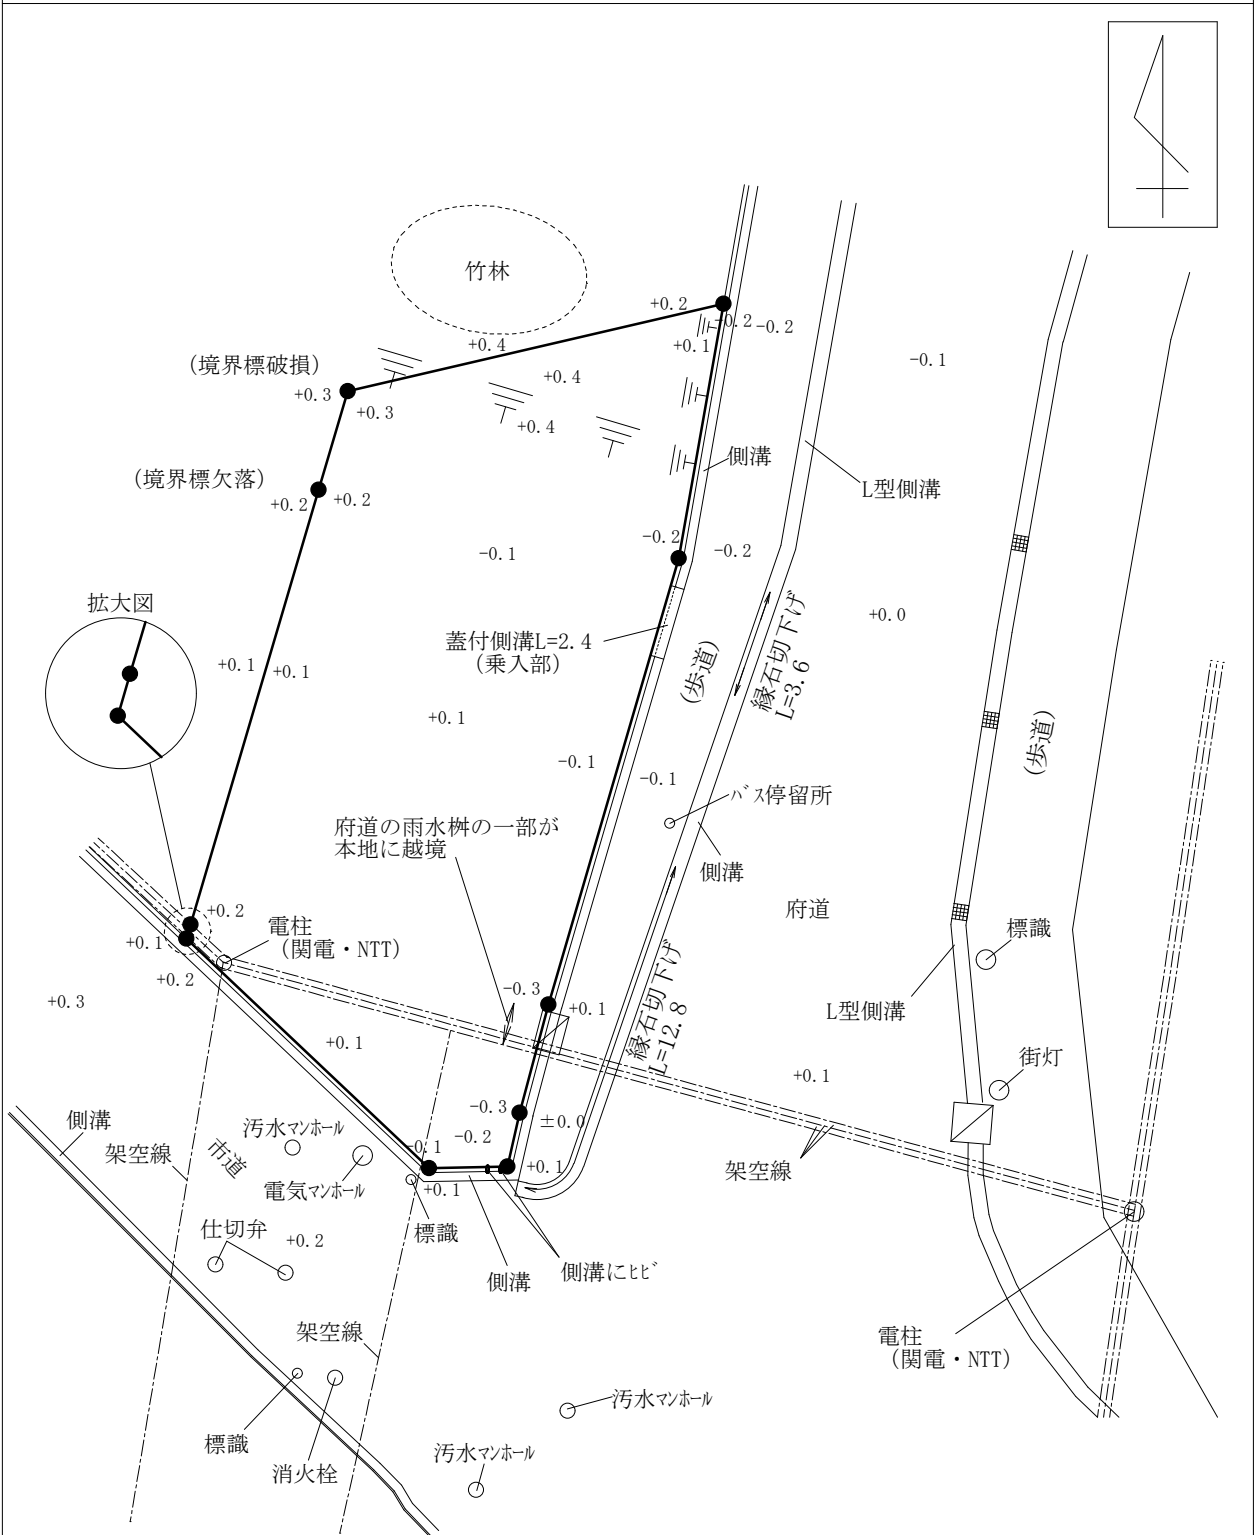 竹林
+0.2
+0.2
-0.2
+0.4
+0.1
-0.1
(境界標破損)
+0.4
+0.3
+0.3
+0.4
側溝
(境界標欠落)
L型側溝
+0.2
+0.2
-0.2
-0.2
-0.1
拡大図
+0.0
蓋付側溝L=2.4
(乗入部)
(歩道)
縁石切下げ
L=3.6
+0.1
+0.1
+0.1
(歩道)
-0.1
-0.1
バス停留所
府道の雨水桝の一部が
本地に越境
側溝
府道
+0.2
電柱
(関電・NTT)
+0.1
標識
+0.2
-0.3
+0.3
+0.1
L型側溝
縁石切下げ
L=12.8
+0.1
街灯
+0.1
-0.3
側溝
汚水マンホール
±0.0
架空線
市道
-0.1
-0.2
+0.1
架空線
電気マンホール
+0.1
仕切弁
標識
+0.2
側溝
側溝にヒビ
架空線
電柱
(関電・NTT)
汚水マンホール
標識
汚水マンホール
消火栓